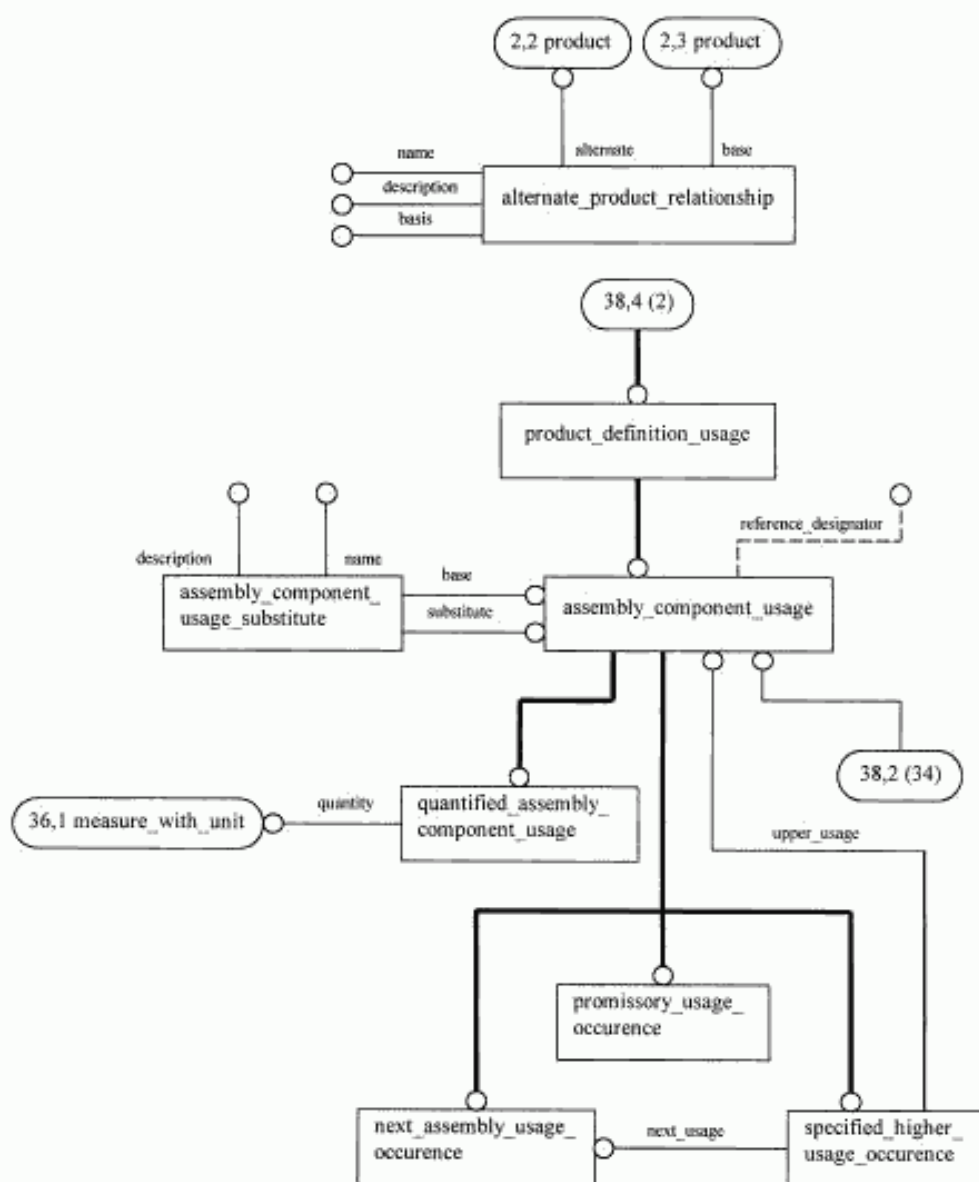 2,2 product
2,3 product
alternate
base
name
description
basis
alternate_product_relationship
38,4 (2)
product_definition_usage
reference_designator
description
name
base
substitute
assembly_component_
usage_substitute
assembly_component_usage
38,2 (34)
36,1 measure_with_unit
quantity
quantified_assembly_
component_usage
upper_usage
promissory_usage_
occurence
next_assembly_usage_
occurence
next_usage
specified_higher_
usage_occurence